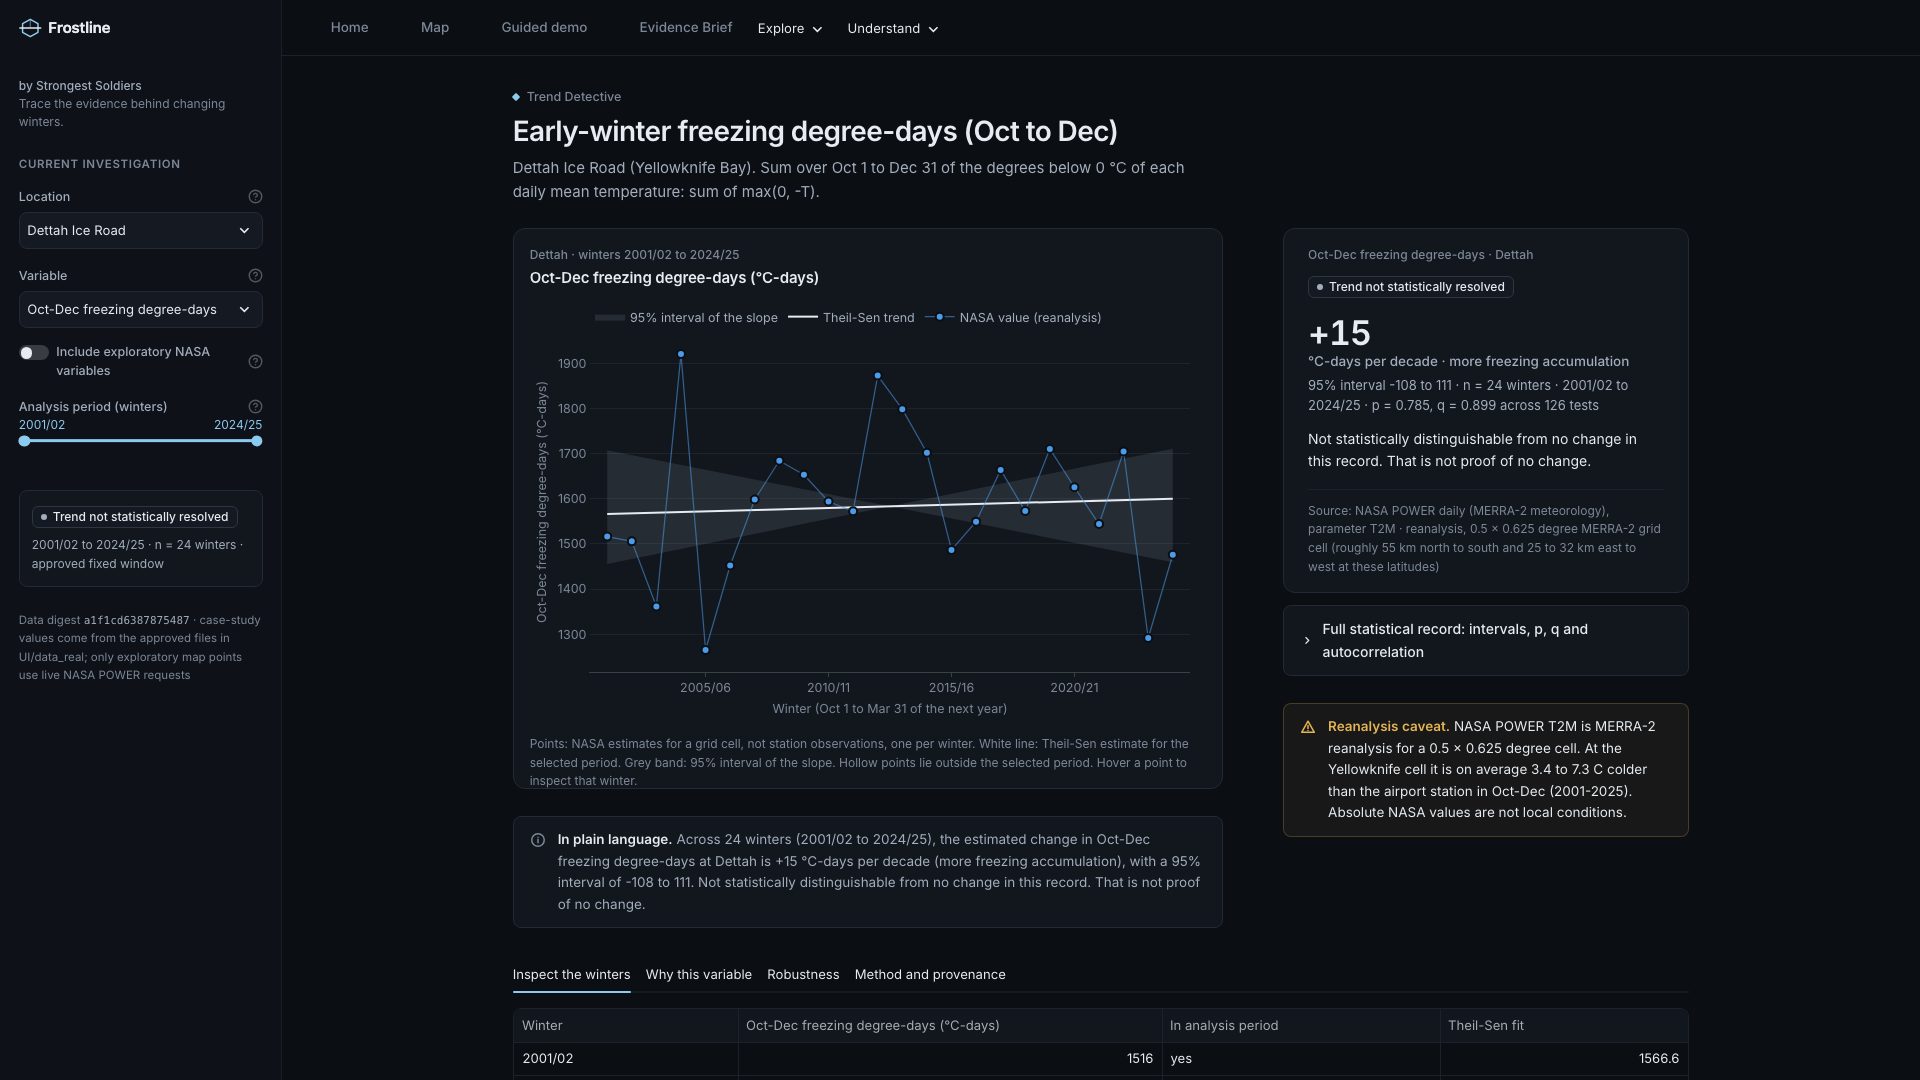 Frostline
by Strongest Soldiers
Trace the evidence behind changing
winters.
CURRENT INVESTIGATION
Location
Dettah Ice Road
Variable
Oct-Dec freezing degree-days
Include exploratory NASA
variables
Analysis period (winters)
2001/02 2024/25
Trend not statistically resolved
2001/02 to 2024/25 · n = 24 winters ·
approved fixed window
Data digest a1f1cd6387875487 · case-study
values come from the approved files in
UI/data_real; only exploratory map points
use live NASA POWER requests
Home Map Guided demo Evidence Brief Explore Understand
Trend Detective
Early-winter freezing degree-days (Oct to Dec)
Dettah Ice Road (Yellowknife Bay). Sum over Oct 1 to Dec 31 of the degrees below 0 °C of each
daily mean temperature: sum of max(0, -T).
Dettah · winters 2001/02 to 2024/25
Oct-Dec freezing degree-days (°C-days)
95% interval of the slope Theil-Sen trend NASA value (reanalysis)
Oct-Dec freezing degree-days (°C-days)
1900
1800
1700
1600
1500
1400
1300
2005/06 2010/11 2015/16 2020/21
Winter (Oct 1 to Mar 31 of the next year)
Points: NASA estimates for a grid cell, not station observations, one per winter. White line: Theil-Sen estimate for the
selected period. Grey band: 95% interval of the slope. Hollow points lie outside the selected period. Hover a point to
inspect that winter.
In plain language. Across 24 winters (2001/02 to 2024/25), the estimated change in Oct-Dec
freezing degree-days at Dettah is +15 °C-days per decade (more freezing accumulation), with a 95%
interval of -108 to 111. Not statistically distinguishable from no change in this record. That is not proof
of no change.
Oct-Dec freezing degree-days · Dettah
Trend not statistically resolved
+15
°C-days per decade · more freezing accumulation
95% interval -108 to 111 · n = 24 winters · 2001/02 to
2024/25 · p = 0.785, q = 0.899 across 126 tests
Not statistically distinguishable from no change in
this record. That is not proof of no change.
Source: NASA POWER daily (MERRA-2 meteorology),
parameter T2M · reanalysis, 0.5 × 0.625 degree MERRA-2 grid
cell (roughly 55 km north to south and 25 to 32 km east to
west at these latitudes)
Full statistical record: intervals, p, q and
autocorrelation
Reanalysis caveat. NASA POWER T2M is MERRA-2
reanalysis for a 0.5 × 0.625 degree cell. At the
Yellowknife cell it is on average 3.4 to 7.3 C colder
than the airport station in Oct-Dec (2001-2025).
Absolute NASA values are not local conditions.
Inspect the winters Why this variable Robustness Method and provenance
Winter Oct-Dec freezing degree-days (°C-days) In analysis period Theil-Sen fit
2001/02 1516 yes 1566.6